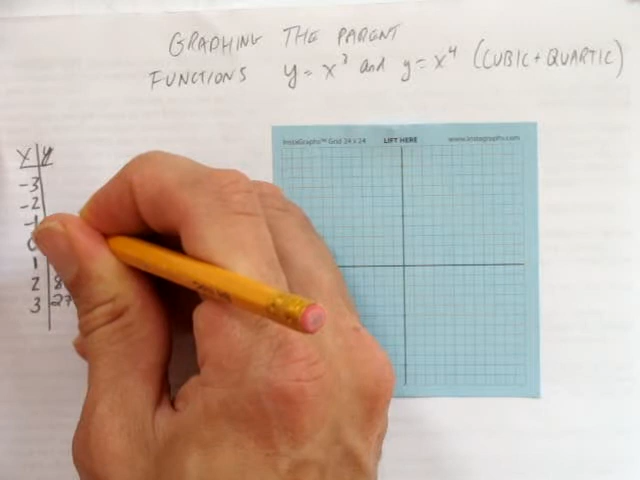 GRAPHING THE PARENT
FUNCTIONS y = x³ and y = x⁴ (CUBIC + QUARTIC)
InstaGraphs™ Grid 24 x 24 LIFT HERE www.instagraphs.com
X Y
-3
-2
-1
0
1
2 8
3 27